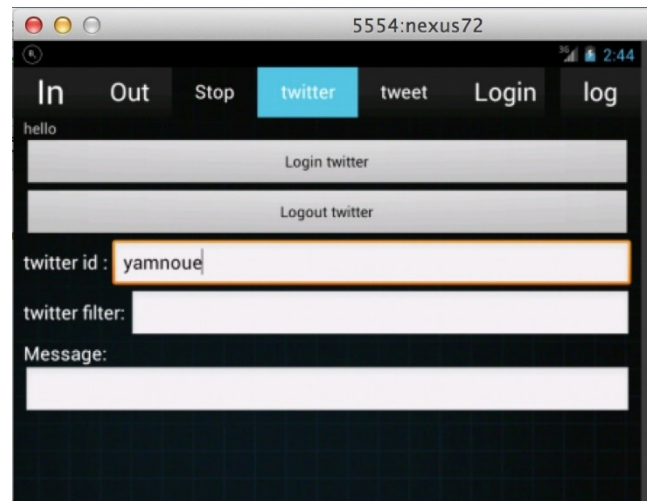 5554:nexus72
3G 2:44
In Out Stop twitter tweet Login log
hello
Login twitter
Logout twitter
twitter id : yamnoue
twitter filter:
Message: